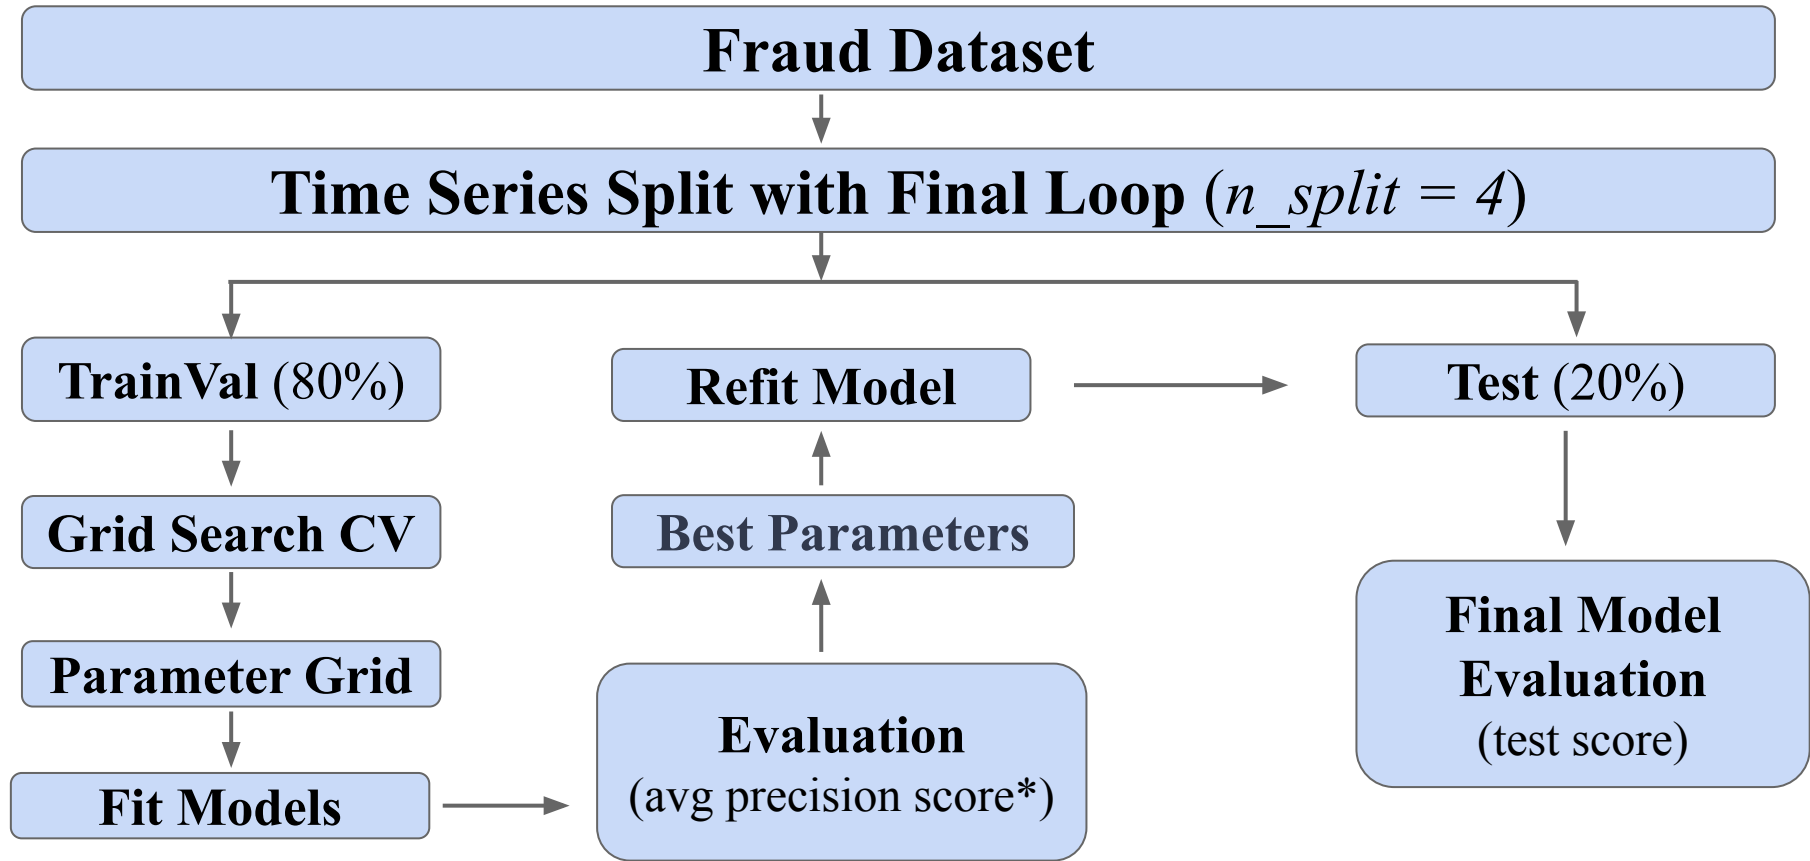 Fraud Dataset
Time Series Split with Final Loop (n_split = 4)
TrainVal (80%)
Refit Model
Test (20%)
Grid Search CV
Best Parameters
Parameter Grid
Final Model
Evaluation
(test score)
Fit Models
Evaluation
(avg precision score*)